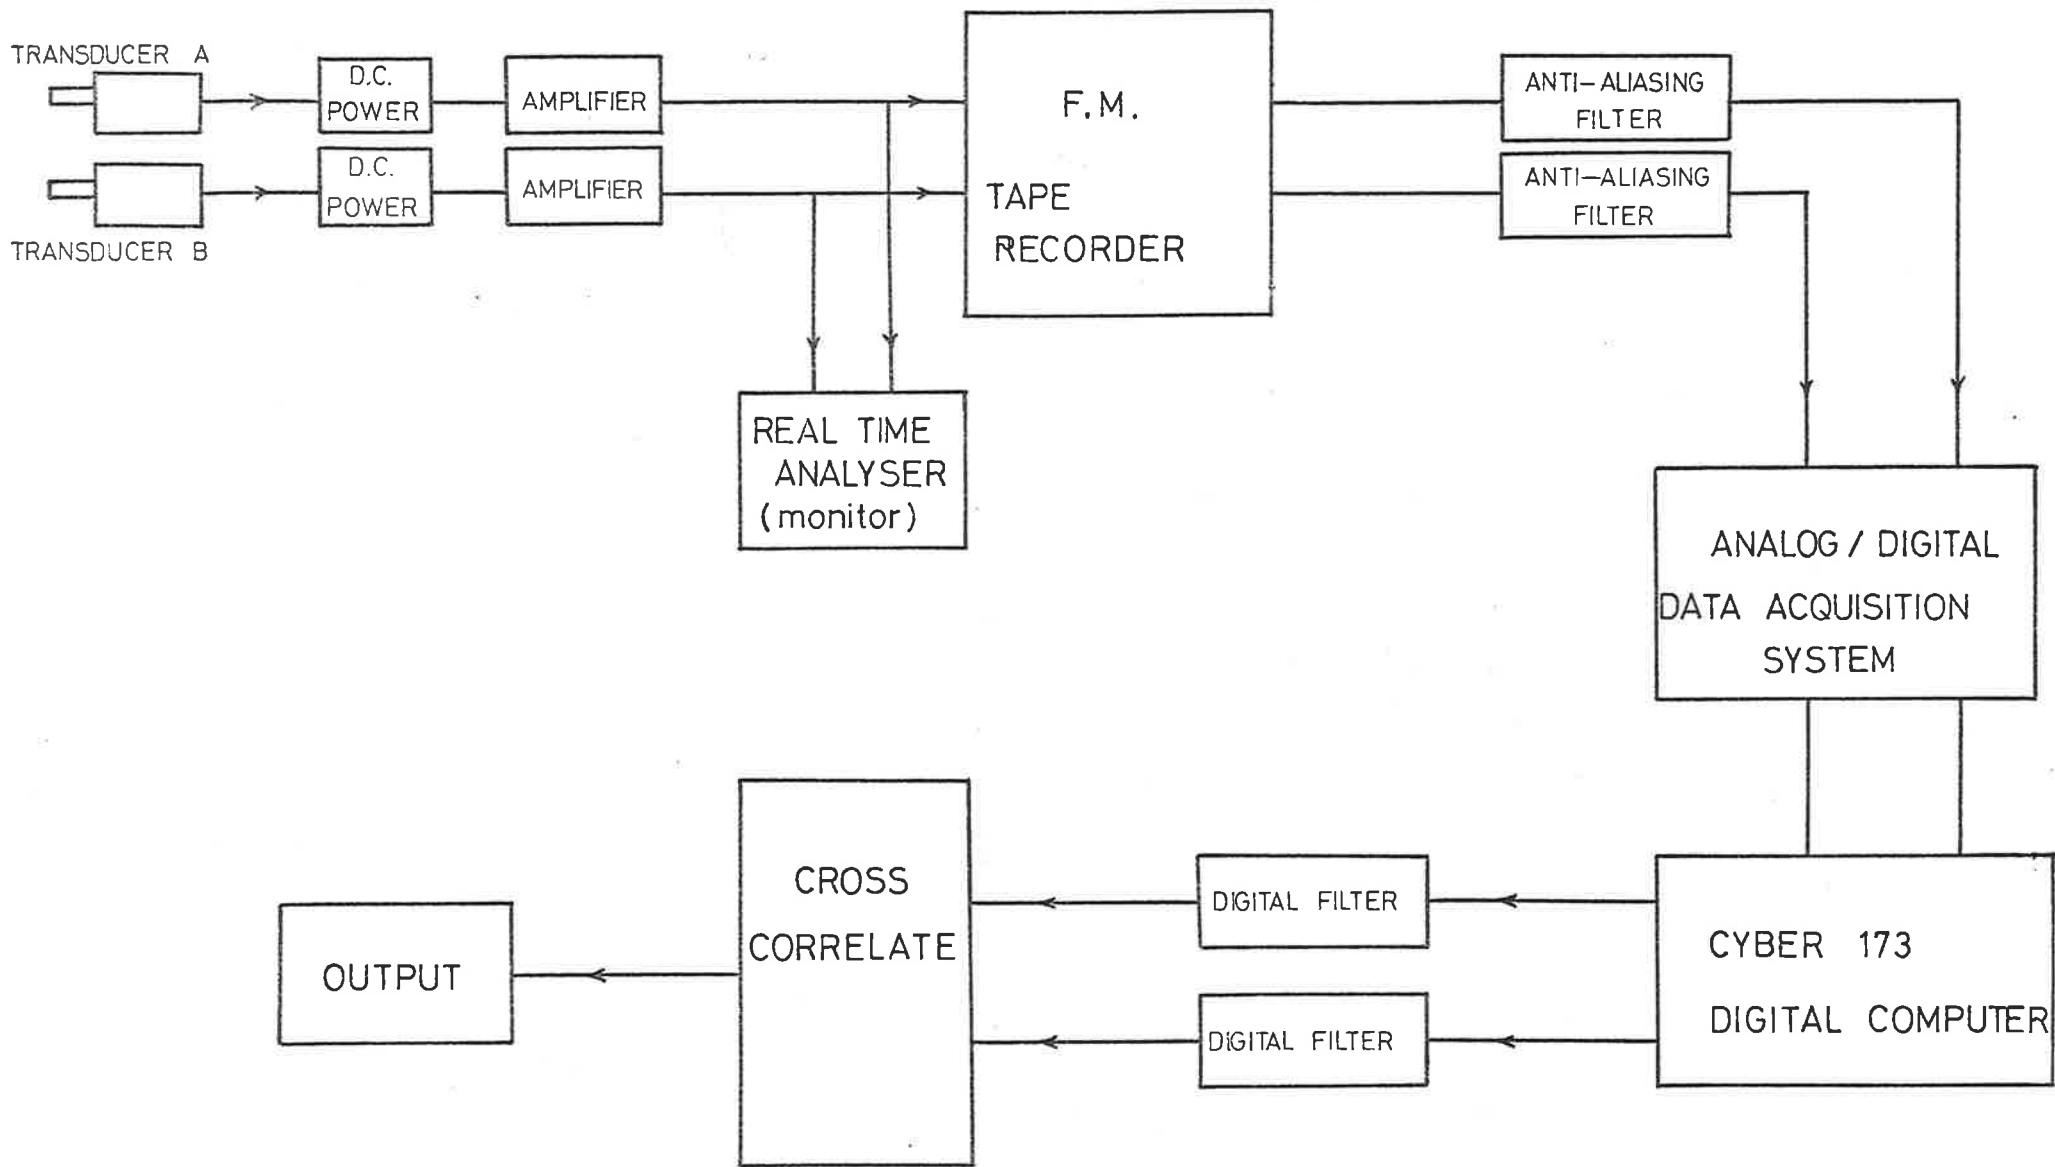 TRANSDUCER A
D.C.
POWER
AMPLIFIER
TRANSDUCER B
D.C.
POWER
AMPLIFIER
F.M.
TAPE
RECORDER
ANTI-ALIASING
FILTER
ANTI-ALIASING
FILTER
REAL TIME
ANALYSER
(monitor)
ANALOG / DIGITAL
DATA ACQUISITION
SYSTEM
CYBER 173
DIGITAL COMPUTER
DIGITAL FILTER
DIGITAL FILTER
CROSS
CORRELATE
OUTPUT